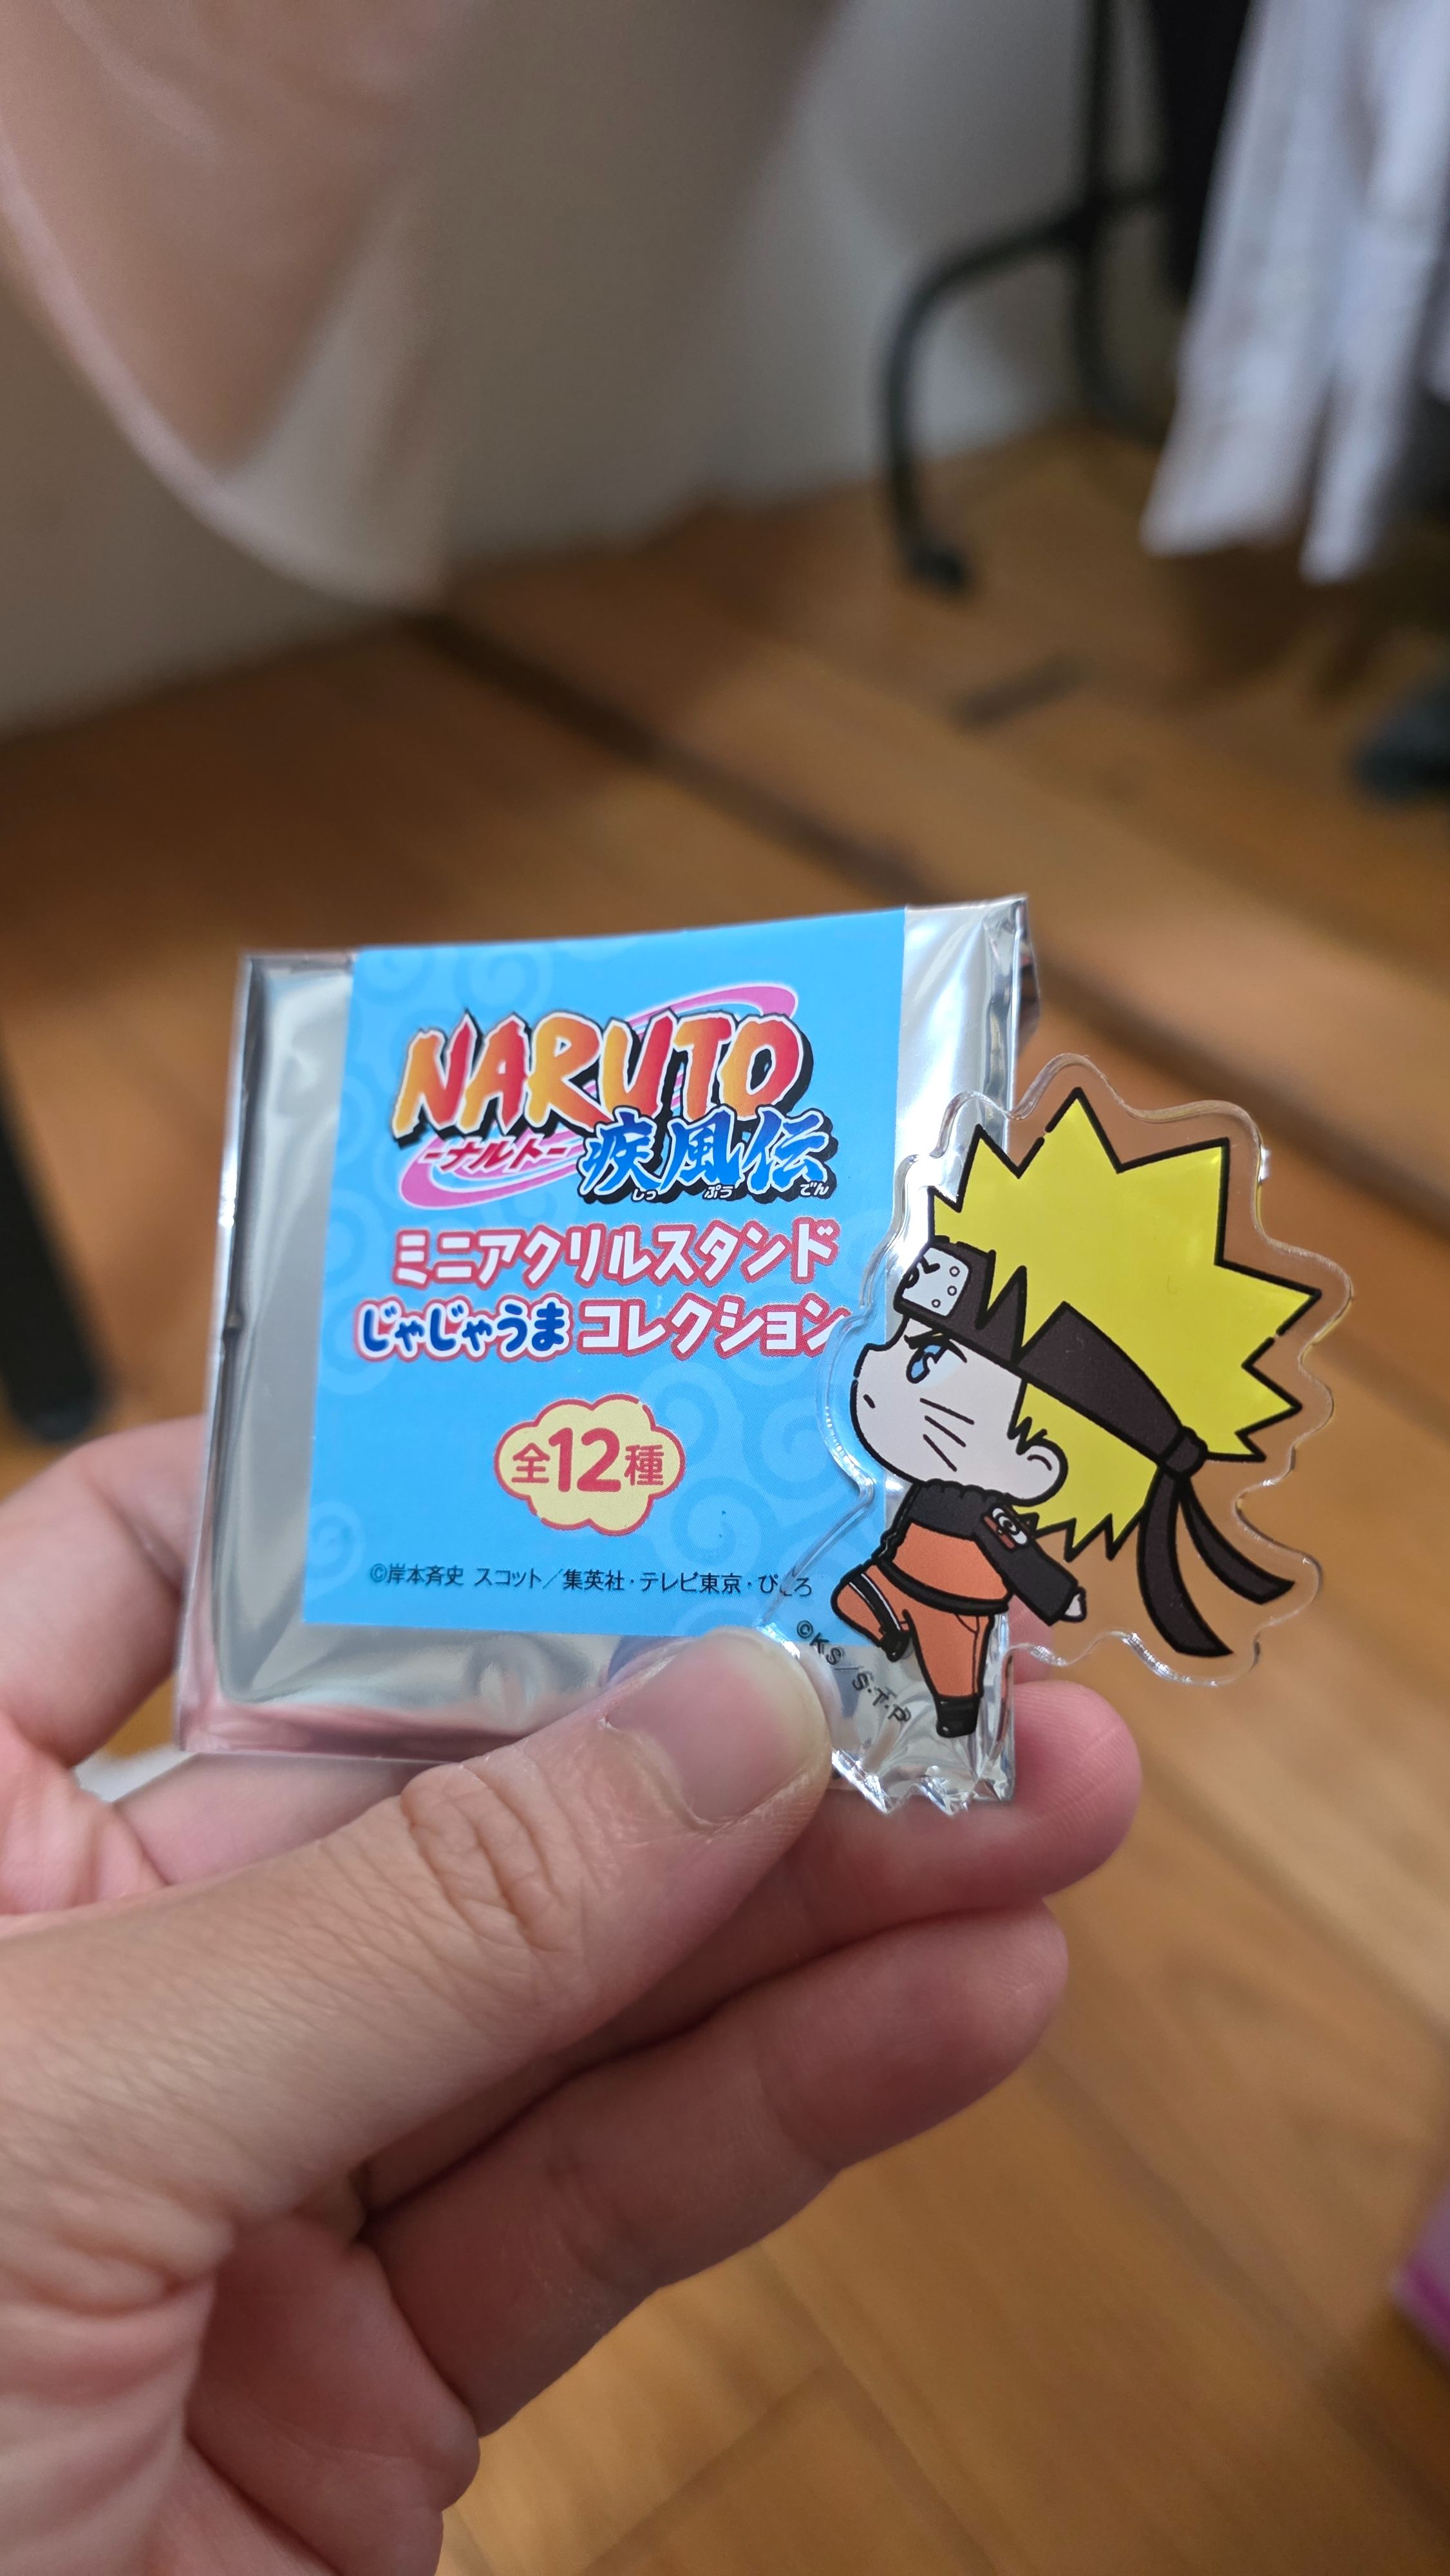 NARUTO
-ナルト- 疾風伝
しっ ぷう でん
ミニアクリルスタンド
じゃじゃうま コレクション
全12種
©岸本斉史 スコット／集英社・テレビ東京・ぴえろ
©KS/S・T・P